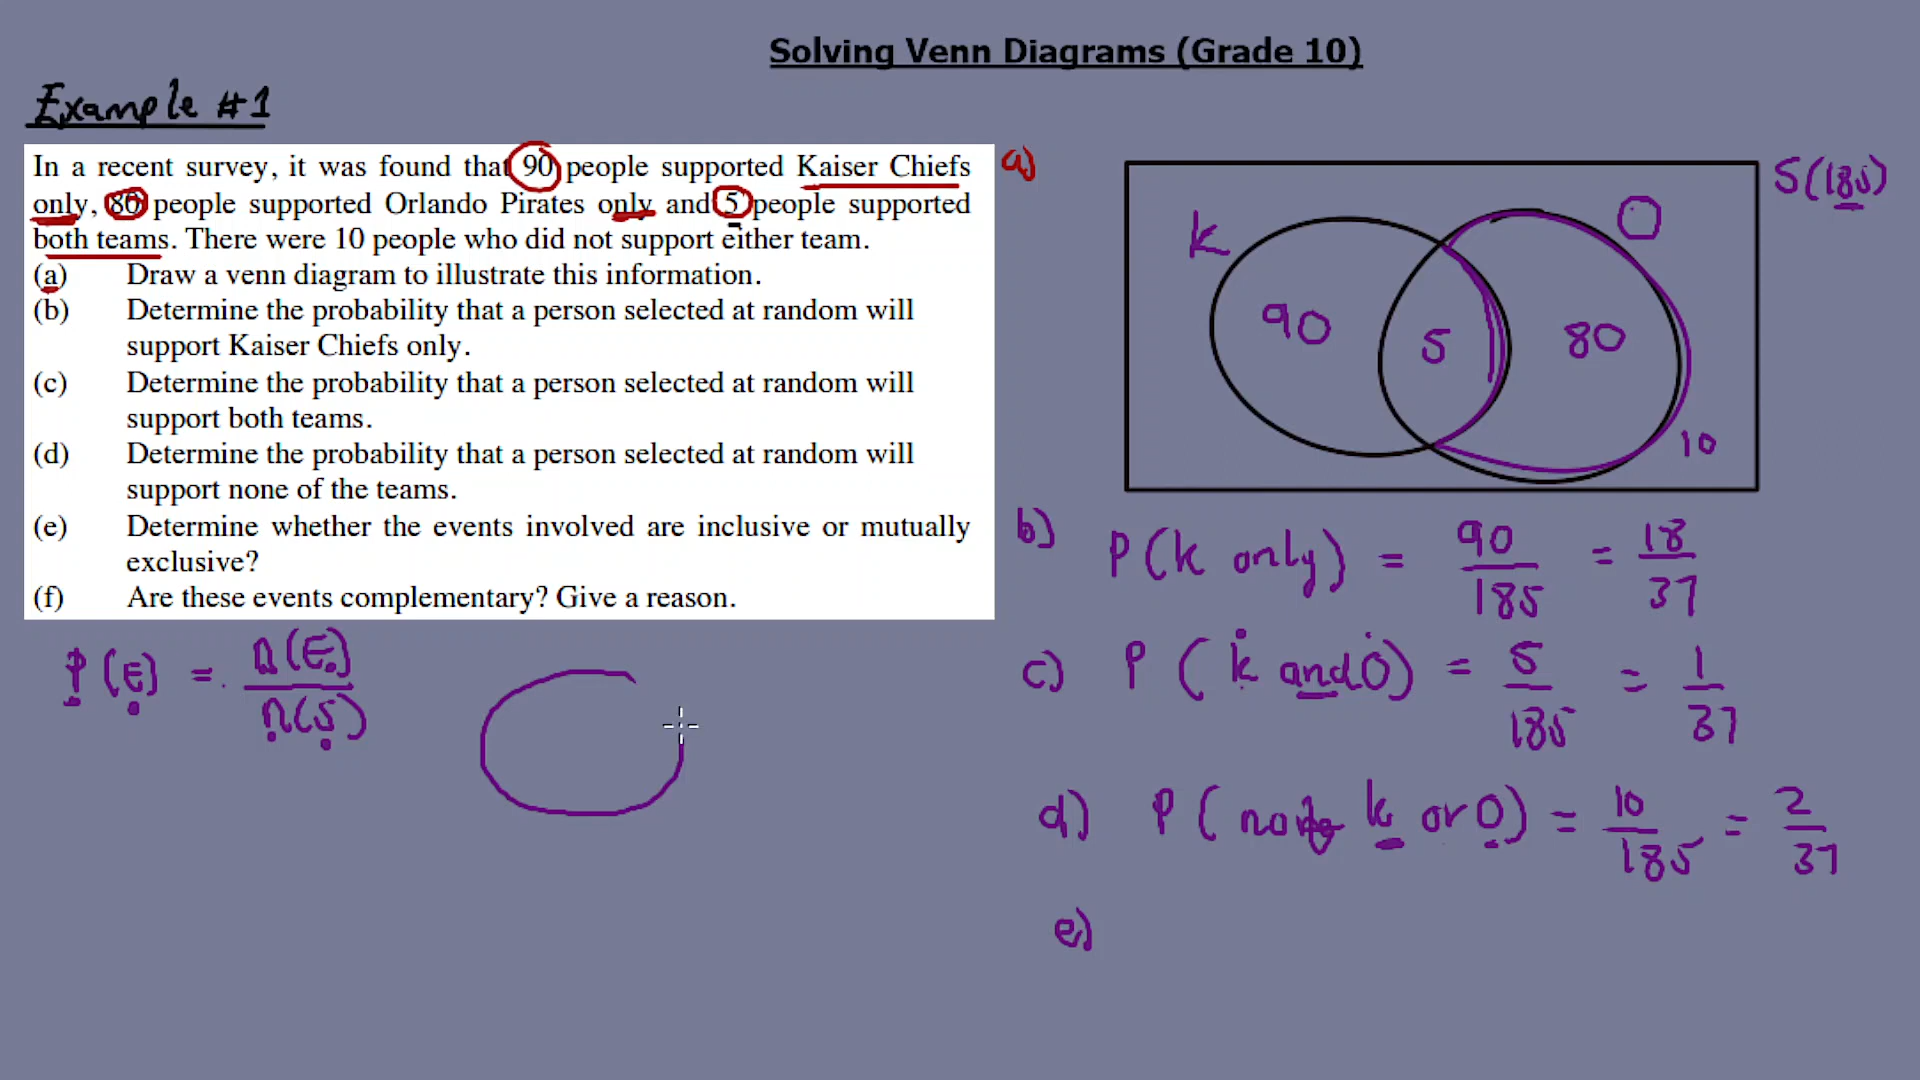 Solving Venn Diagrams (Grade 10)
Example #1
In a recent survey, it was found that 90 people supported Kaiser Chiefs
only, 80 people supported Orlando Pirates only and 5 people supported
both teams. There were 10 people who did not support either team.
(a) Draw a venn diagram to illustrate this information.
(b) Determine the probability that a person selected at random will
support Kaiser Chiefs only.
(c) Determine the probability that a person selected at random will
support both teams.
(d) Determine the probability that a person selected at random will
support none of the teams.
(e) Determine whether the events involved are inclusive or mutually
exclusive?
(f) Are these events complementary? Give a reason.
P(E) = n(E) / n(S)
a)
S(185)
K
O
90
5
80
10
b) P(K only) = 90/185 = 18/37
c) P(K and O) = 5/185 = 1/37
d) P( K or O) = 10/185 = 2/37
e)